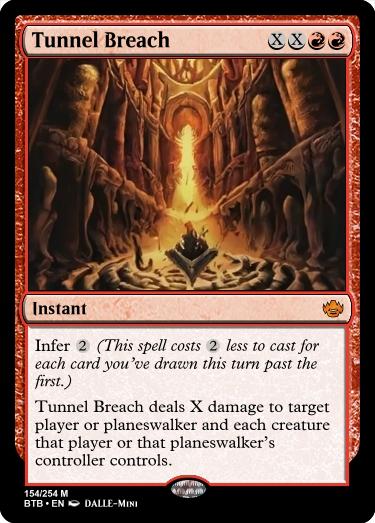 Tunnel Breach XXRR
Instant
Infer 2 (This spell costs 2 less to cast for
each card you've drawn this turn past the
first.)
Tunnel Breach deals X damage to target
player or planeswalker and each creature
that player or that planeswalker's
controller controls.
154/254 M
BTB • EN DALLE-Mini